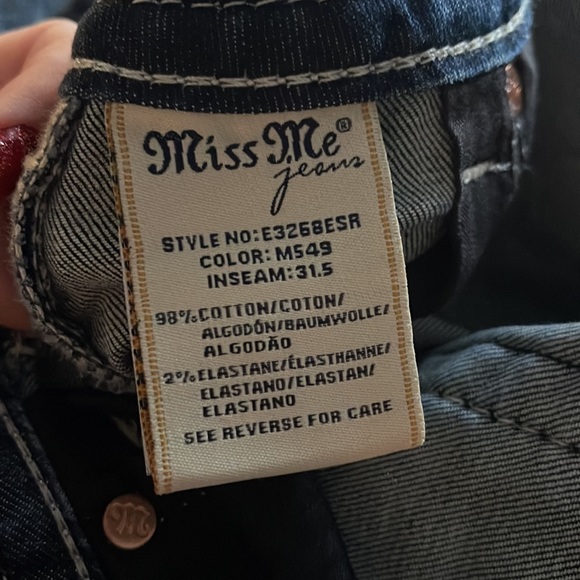 Miss Me®
jeans
STYLE NO:E3268ESR
COLOR: M549
INSEAM:31.5
98%COTTON/COTON/
ALGODÓN/BAUMWOLLE/
ALGODÃO
2%ELASTANE/ÉLASTHANNE/
ELASTANO/ELASTAN/
ELASTANO
SEE REVERSE FOR CARE
M